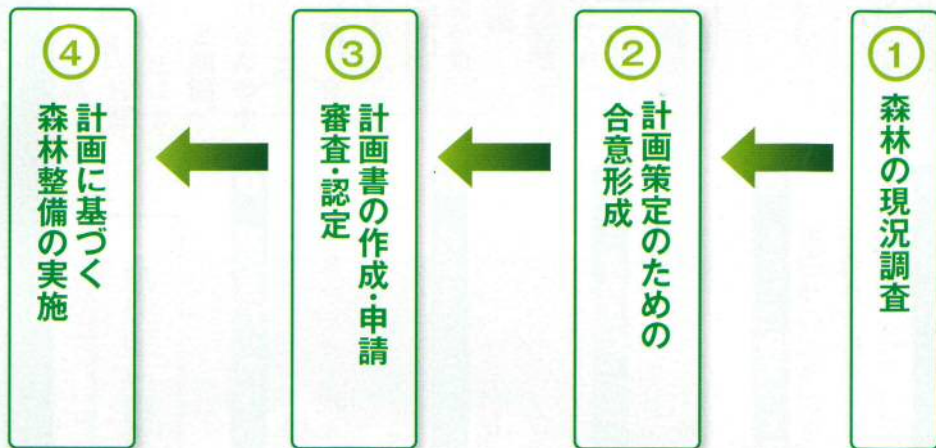 ①
森林の現況調査
②
計画策定のための
合意形成
③
計画書の作成・申請
審査・認定
④
計画に基づく
森林整備の実施